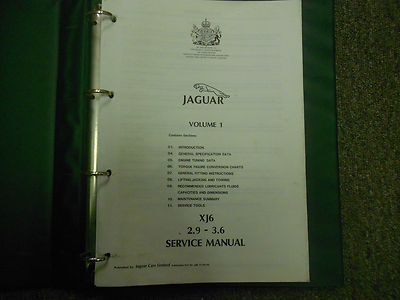 JAGUAR
VOLUME 1
Contains Sections
01. INTRODUCTION
04. GENERAL SPECIFICATION DATA
05. ENGINE TUNING DATA
06. TORQUE FIGURE CONVERSION CHARTS
07. GENERAL FITTING INSTRUCTIONS
08. LIFTING, JACKING AND TOWING
09. RECOMMENDED LUBRICANTS FLUIDS
CAPACITIES AND DIMENSIONS
10. MAINTENANCE SUMMARY
11. SERVICE TOOLS
XJ6
2.9 - 3.6
SERVICE MANUAL
Published by Jaguar Cars Limited